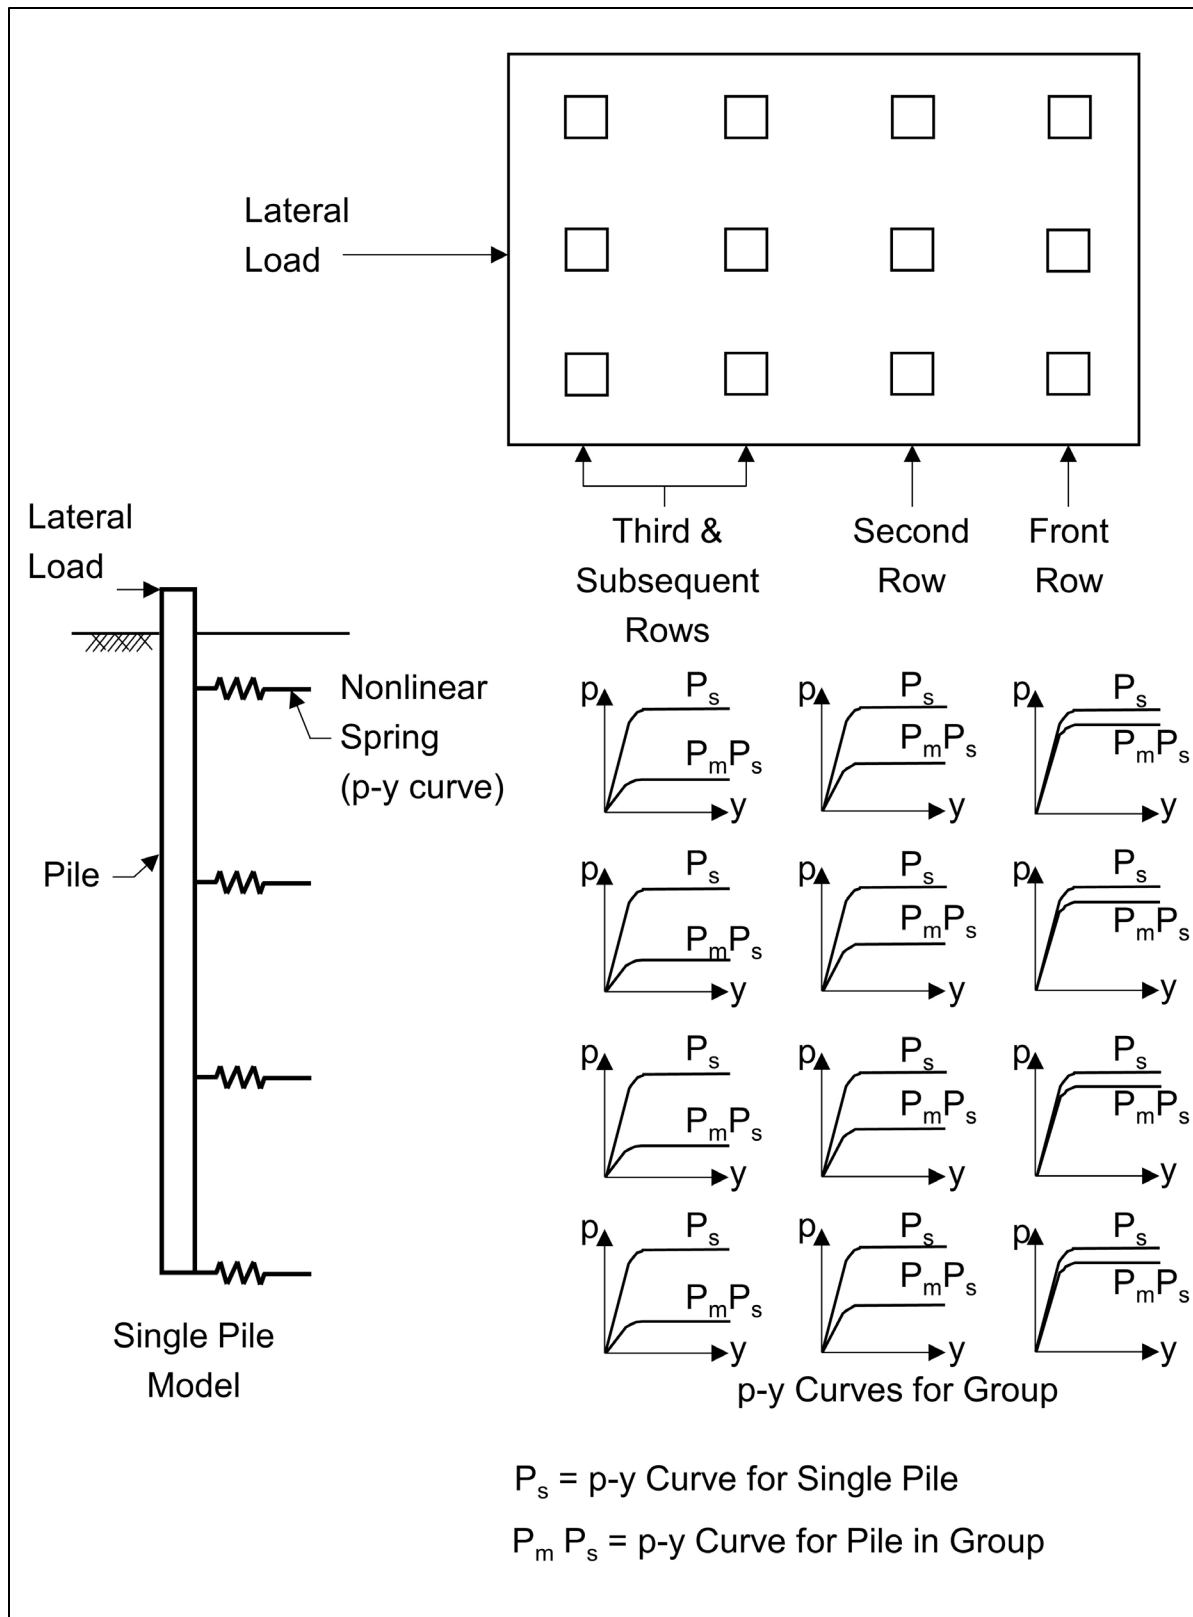 Lateral
Load
Third &
Subsequent
Rows
Second
Row
Front
Row
Lateral
Load
Nonlinear
Spring
(p-y curve)
Pile
Single Pile
Model
p Ps PmPs y
p Ps PmPs y
p Ps PmPs y
p Ps PmPs y
p Ps PmPs y
p Ps PmPs y
p Ps PmPs y
p Ps PmPs y
p Ps PmPs y
p Ps PmPs y
p Ps PmPs y
p Ps PmPs y
p-y Curves for Group
Ps = p-y Curve for Single Pile
Pm Ps = p-y Curve for Pile in Group